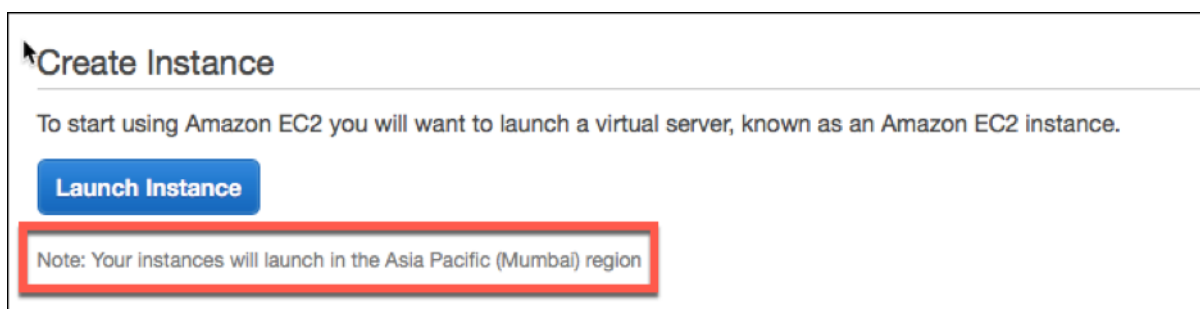 Create Instance
To start using Amazon EC2 you will want to launch a virtual server, known as an Amazon EC2 instance.
Launch Instance
Note: Your instances will launch in the Asia Pacific (Mumbai) region